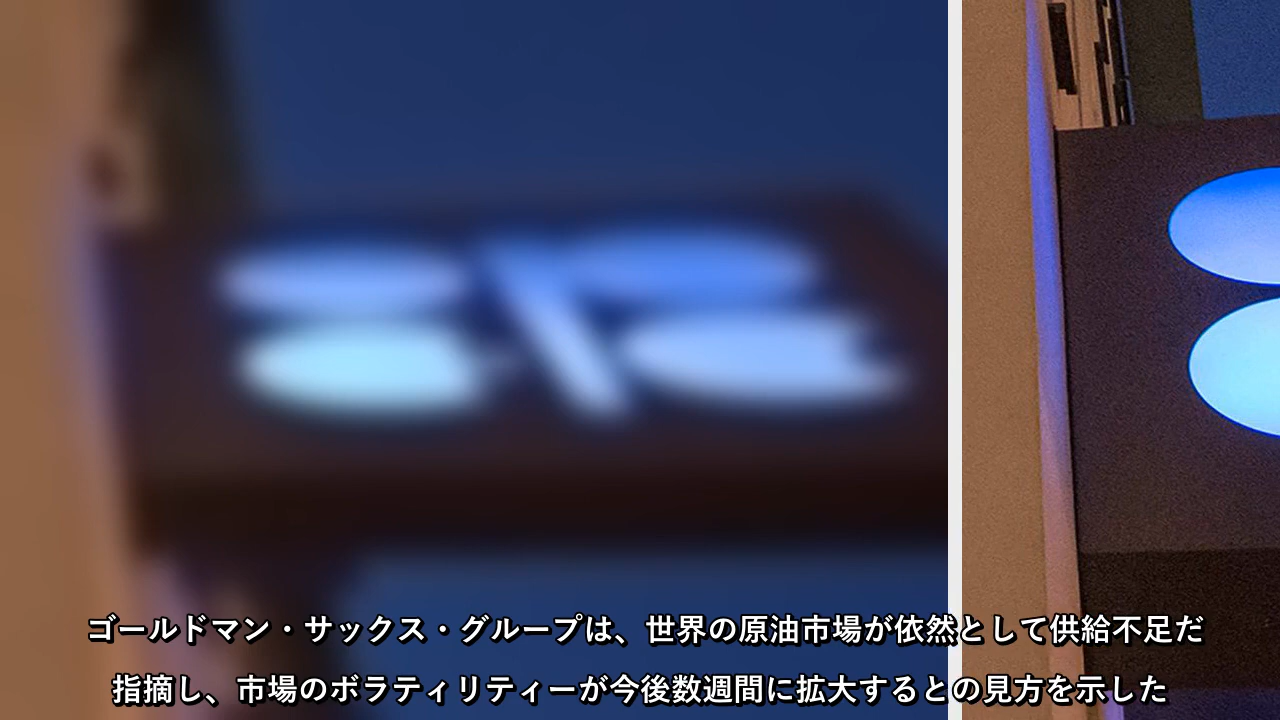 ゴールドマン・サックス・グループは、世界の原油市場が依然として供給不足だ
指摘し、市場のボラティリティーが今後数週間に拡大するとの見方を示した